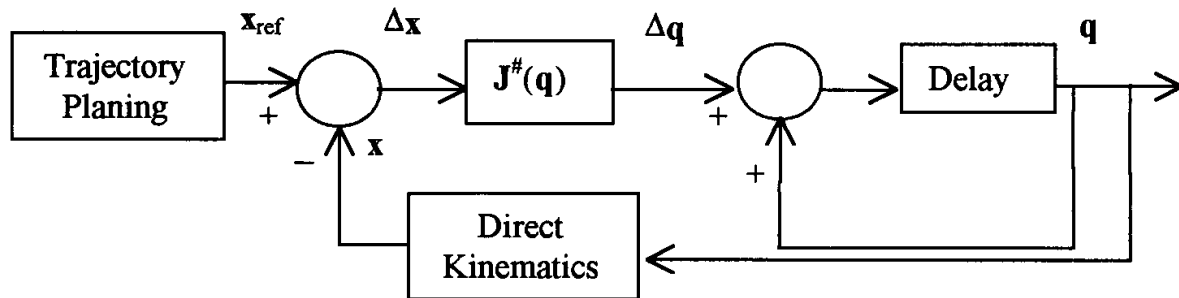 x_ref
Δx
Δq
q
Trajectory
Planing
J^#(q)
Delay
+
+
−
x
+
Direct
Kinematics